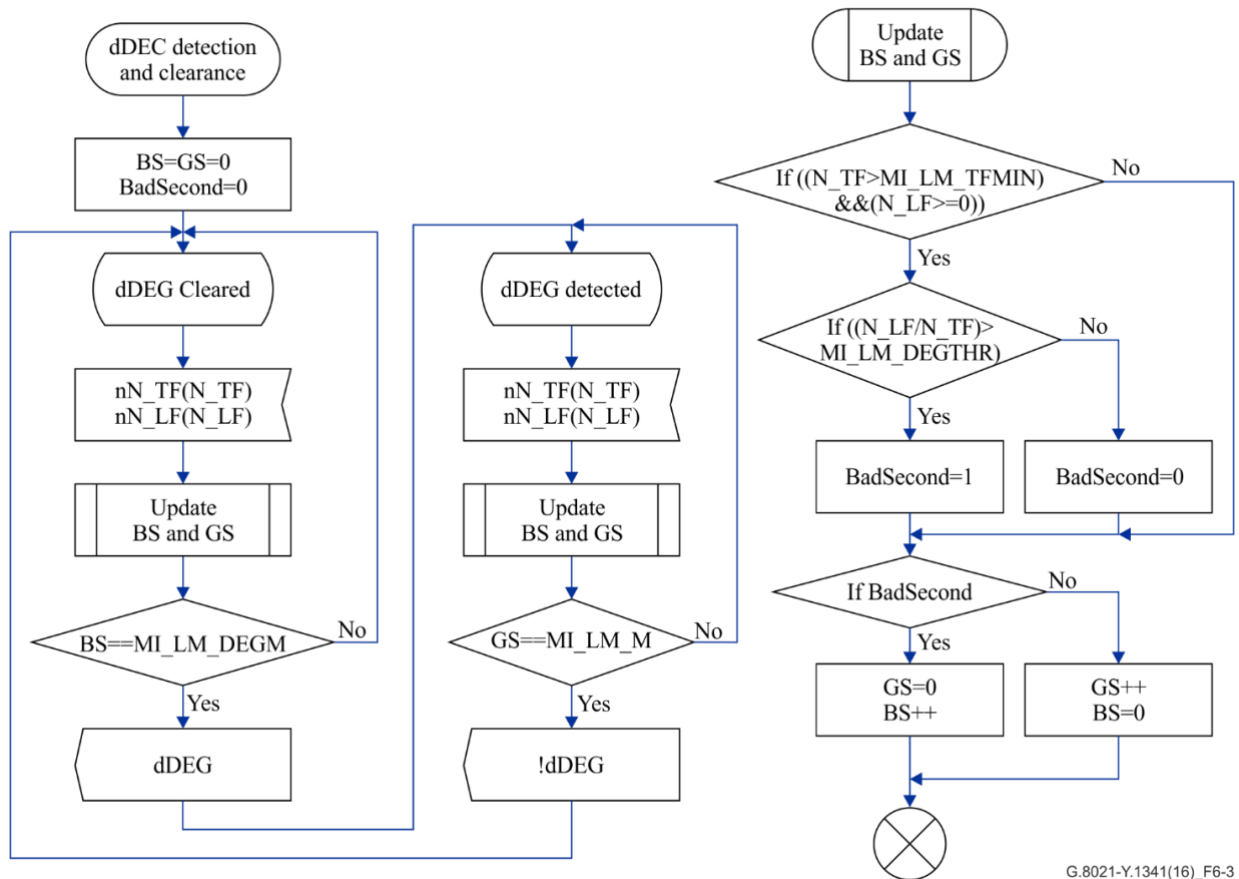 dDEC detection
and clearance
BS=GS=0
BadSecond=0
dDEG Cleared
nN_TF(N_TF)
nN_LF(N_LF)
Update
BS and GS
BS==MI_LM_DEGM
No
Yes
dDEG
dDEG detected
nN_TF(N_TF)
nN_LF(N_LF)
Update
BS and GS
GS==MI_LM_M
No
Yes
!dDEG
Update
BS and GS
If ((N_TF>MI_LM_TFMIN)
&&(N_LF>=0))
No
Yes
If ((N_LF/N_TF)>
MI_LM_DEGTHR)
No
Yes
BadSecond=1
BadSecond=0
If BadSecond
No
Yes
GS=0
BS++
GS++
BS=0
G.8021-Y.1341(16)_F6-3